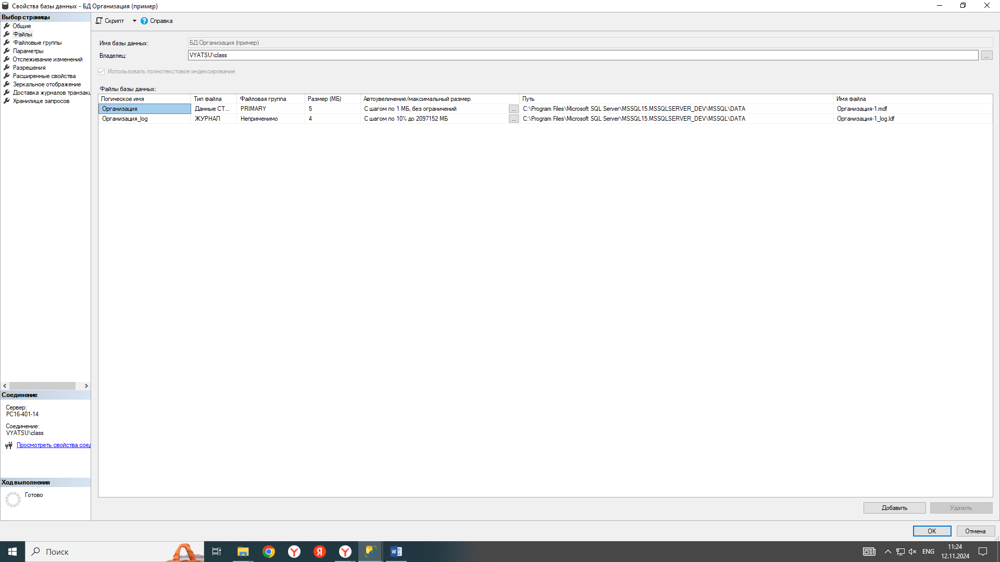 Свойства базы данных - БД Организация (пример)
Выбор страницы
Общие
Файлы
Файловые группы
Параметры
Отслеживание изменений
Разрешения
Расширенные свойства
Зеркальное отображение
Доставка журналов транзакц
Хранилище запросов
Скрипт
Справка
Имя базы данных: БД Организация (пример)
Владелец: VYATSU\class ...
Использовать полнотекстовое индексирование
Файлы базы данных:
Логическое имя Тип файла Файловая группа Размер (МБ) Автоувеличение/максимальный размер Путь Имя файла
Организация Данные СТ... PRIMARY 5 С шагом по 1 МБ, без ограничений ... C:\Program Files\Microsoft SQL Server\MSSQL15.MSSQLSERVER_DEV\MSSQL\DATA Организация-1.mdf
Организация_log ЖУРНАЛ Неприменимо 4 С шагом по 10% до 2097152 МБ ... C:\Program Files\Microsoft SQL Server\MSSQL15.MSSQLSERVER_DEV\MSSQL\DATA Организация-1_log.ldf
Соединение
Сервер:
PC16-401-14
Соединение:
VYATSU\class
Просмотреть свойства соед
Ход выполнения
Готово
Добавить Удалить
ОК Отмена
Поиск
ENG
11:24
12.11.2024